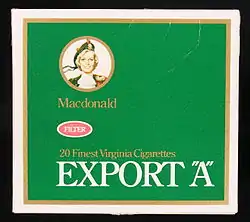 Macdonald
FILTER
20 Finest Virginia Cigarettes
EXPORT "A"